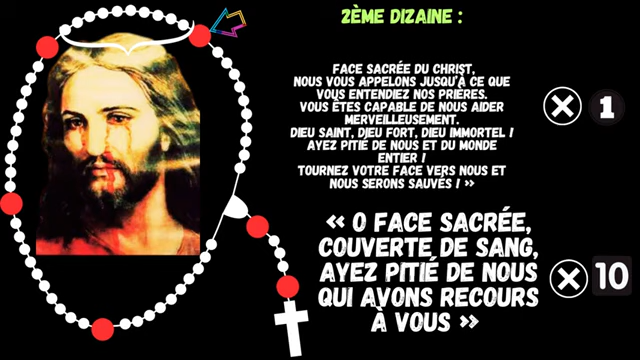 2ÈME DIZAINE :
FACE SACRÉE DU CHRIST,
NOUS VOUS APPELONS JUSQU'À CE QUE
VOUS ENTENDIEZ NOS PRIÈRES.
VOUS ÊTES CAPABLE DE NOUS AIDER
MERVEILLEUSEMENT.
DIEU SAINT, DIEU FORT, DIEU IMMORTEL !
AYEZ PITIÉ DE NOUS ET DU MONDE
ENTIER !
TOURNEZ VOTRE FACE VERS NOUS ET
NOUS SERONS SAUVÉS ! »
× 1
« O FACE SACRÉE,
COUVERTE DE SANG,
AYEZ PITIÉ DE NOUS
QUI AVONS RECOURS
À VOUS »
× 10